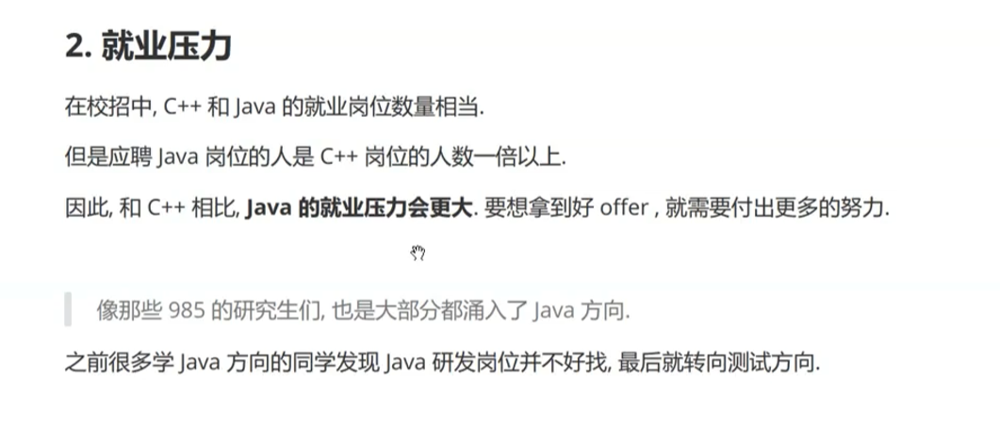 2. 就业压力
在校招中, C++ 和 Java 的就业岗位数量相当.
但是应聘 Java 岗位的人是 C++ 岗位的人数一倍以上.
因此, 和 C++ 相比, Java 的就业压力会更大. 要想拿到好 offer , 就需要付出更多的努力.
像那些 985 的研究生们, 也是大部分都涌入了 Java 方向.
之前很多学 Java 方向的同学发现 Java 研发岗位并不好找, 最后就转向测试方向.